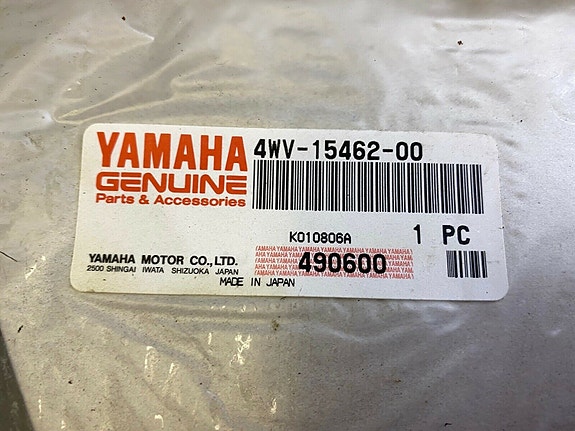 YAMAHA
GENUINE
Parts & Accessories
4WV-15462-00
K010806A
1 PC
YAMAHA MOTOR CO.,LTD.
2500 SHINGAI IWATA SHIZUOKA JAPAN
490600
MADE IN JAPAN